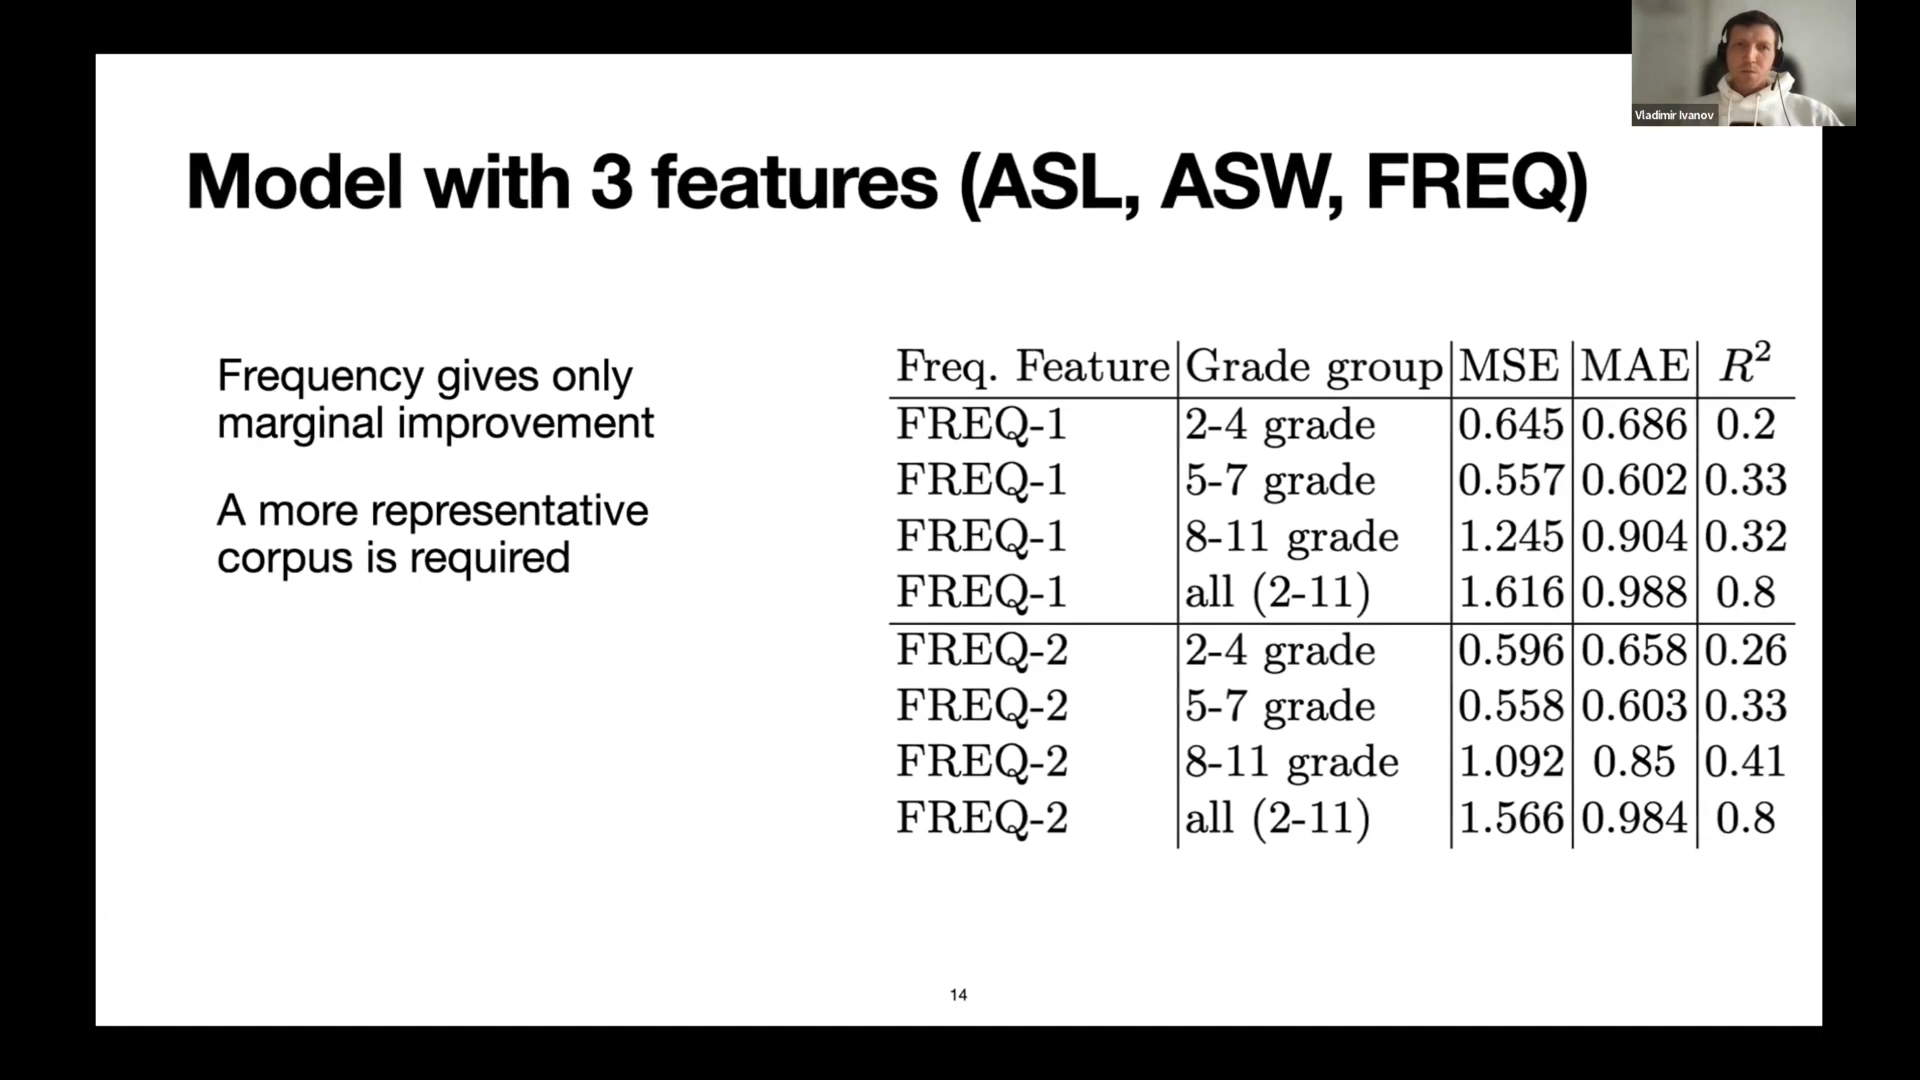 Vladimir Ivanov
Model with 3 features (ASL, ASW, FREQ)
Frequency gives only
marginal improvement
A more representative
corpus is required
Freq. Feature Grade group MSE MAE R²
FREQ-1 2-4 grade 0.645 0.686 0.2
FREQ-1 5-7 grade 0.557 0.602 0.33
FREQ-1 8-11 grade 1.245 0.904 0.32
FREQ-1 all (2-11) 1.616 0.988 0.8
FREQ-2 2-4 grade 0.596 0.658 0.26
FREQ-2 5-7 grade 0.558 0.603 0.33
FREQ-2 8-11 grade 1.092 0.85 0.41
FREQ-2 all (2-11) 1.566 0.984 0.8
14